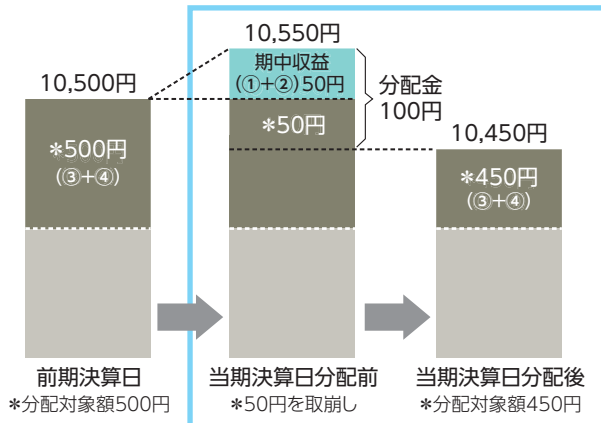 10,500円
*500円
(③+④)
前期決算日
*分配対象額500円
10,550円
期中収益
(①+②)50円
*50円
分配金
100円
当期決算日分配前
*50円を取崩し
10,450円
*450円
(③+④)
当期決算日分配後
*分配対象額450円